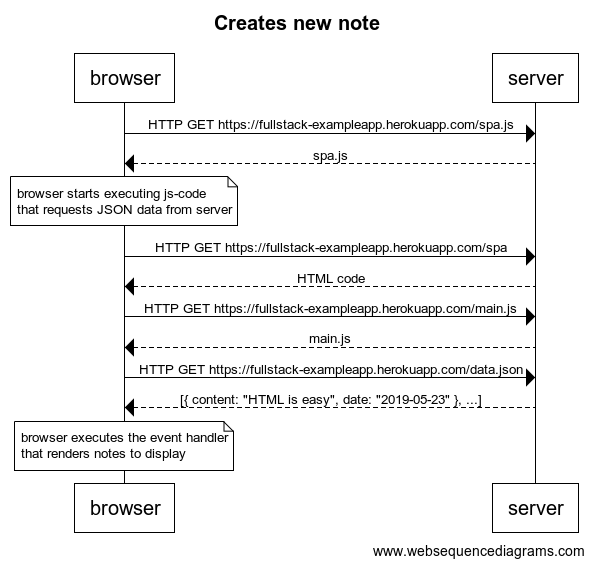 Creates new note
browser
server
HTTP GET https://fullstack-exampleapp.herokuapp.com/spa.js
spa.js
browser starts executing js-code
that requests JSON data from server
HTTP GET https://fullstack-exampleapp.herokuapp.com/spa
HTML code
HTTP GET https://fullstack-exampleapp.herokuapp.com/main.js
main.js
HTTP GET https://fullstack-exampleapp.herokuapp.com/data.json
[{ content: "HTML is easy", date: "2019-05-23" }, ...]
browser executes the event handler
that renders notes to display
browser
server
www.websequencediagrams.com